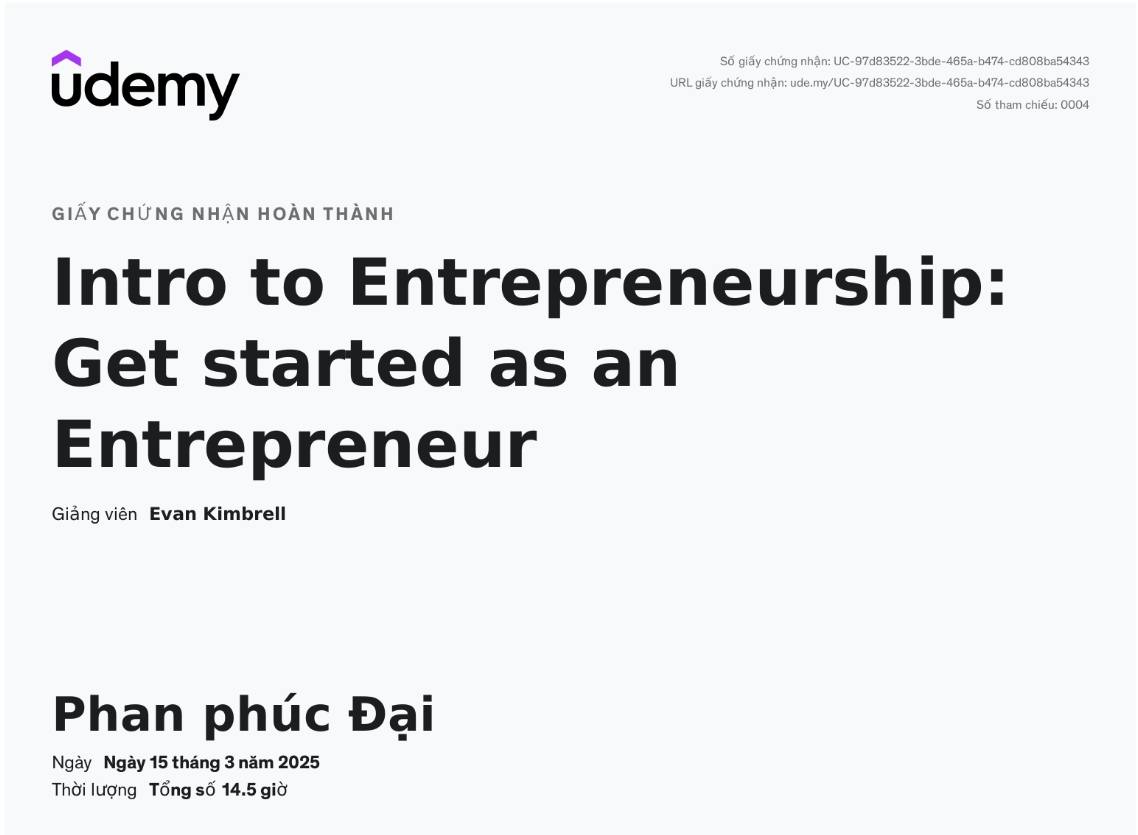 udemy
Số giấy chứng nhận: UC-97d83522-3bde-465a-b474-cd808ba54343
URL giấy chứng nhận: ude.my/UC-97d83522-3bde-465a-b474-cd808ba54343
Số tham chiếu: 0004
GIẤY CHỨNG NHẬN HOÀN THÀNH
Intro to Entrepreneurship:
Get started as an
Entrepreneur
Giảng viên Evan Kimbrell
Phan phúc Đại
Ngày Ngày 15 tháng 3 năm 2025
Thời lượng Tổng số 14.5 giờ